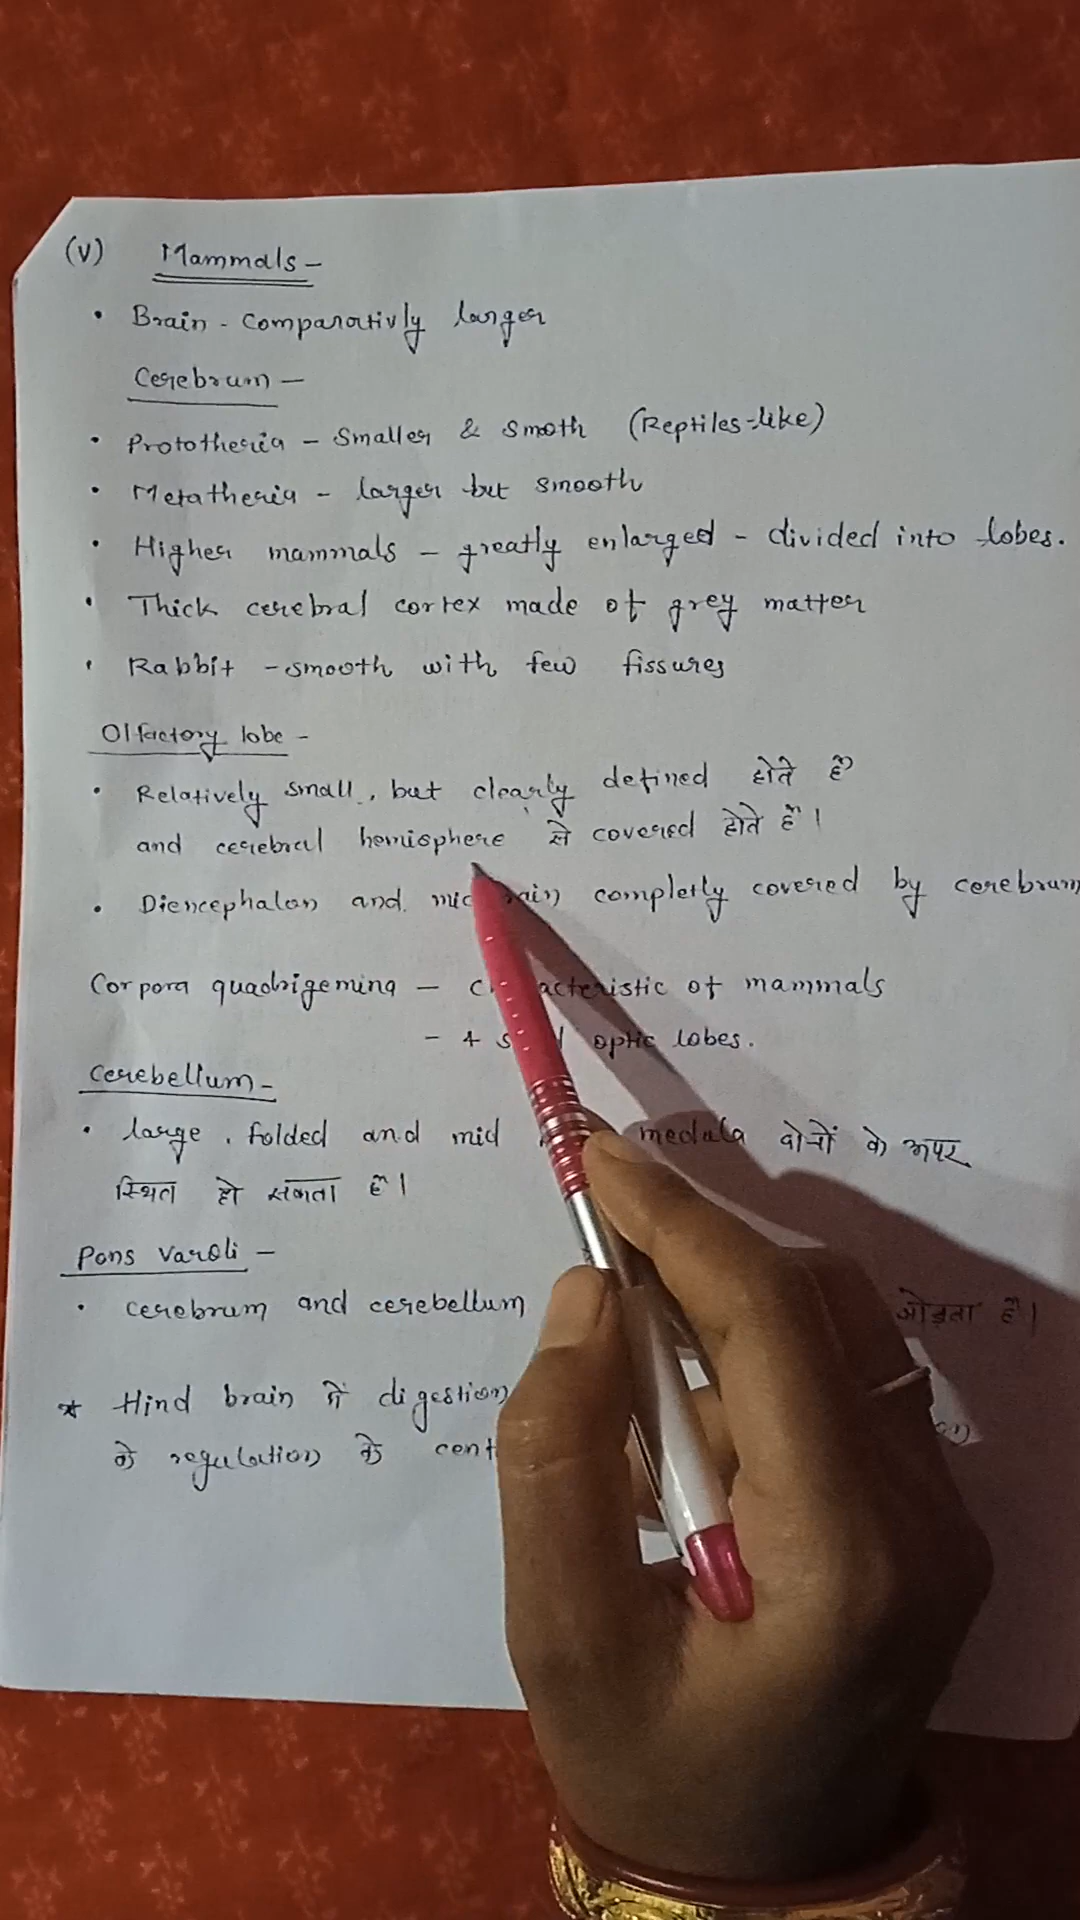 (V) Mammals -
• Brain - comparativly larger
Cerebrum -
• Prototheria - smaller & smooth (Reptiles-like)
• Metatheria - larger but smooth
• Higher mammals - greatly enlarged - divided into lobes.
• Thick cerebral cortex made of grey matter
• Rabbit - smooth with few fissures
Olfactory lobe -
• Relatively small, but clearly defined होते हैं
and cerebral hemisphere से covered होते हैं।
• Diencephalon and completly covered by cerebrum
Corpora quadrigemina - characteristic of mammals
- 4 optic lobes.
Cerebellum -
• large, folded and mid medula दोनों के ऊपर
स्थित हो सकता है।
Pons varoli -
• cerebrum and cerebellum जोड़ता है।
* Hind brain में digestion
के regulation के